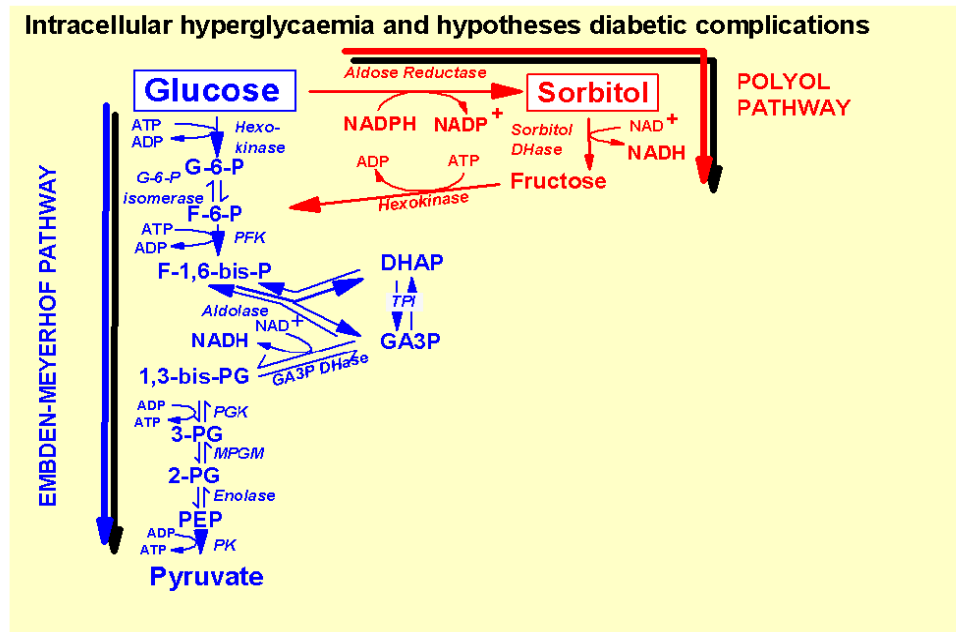 Intracellular hyperglycaemia and hypotheses diabetic complications
Aldose Reductase
POLYOL
PATHWAY
Glucose
Sorbitol
NADPH
NADP+
ATP
ADP
Hexo-
kinase
Sorbitol
DHase
NAD+
NADH
G-6-P
G-6-P
isomerase
ADP
ATP
Fructose
Hexokinase
F-6-P
ATP
ADP
PFK
F-1,6-bis-P
DHAP
TPI
GA3P
Aldolase
NAD+
NADH
GA3P DHase
1,3-bis-PG
ADP
ATP
PGK
3-PG
MPGM
2-PG
Enolase
PEP
ADP
ATP
PK
Pyruvate
EMBDEN-MEYERHOF PATHWAY